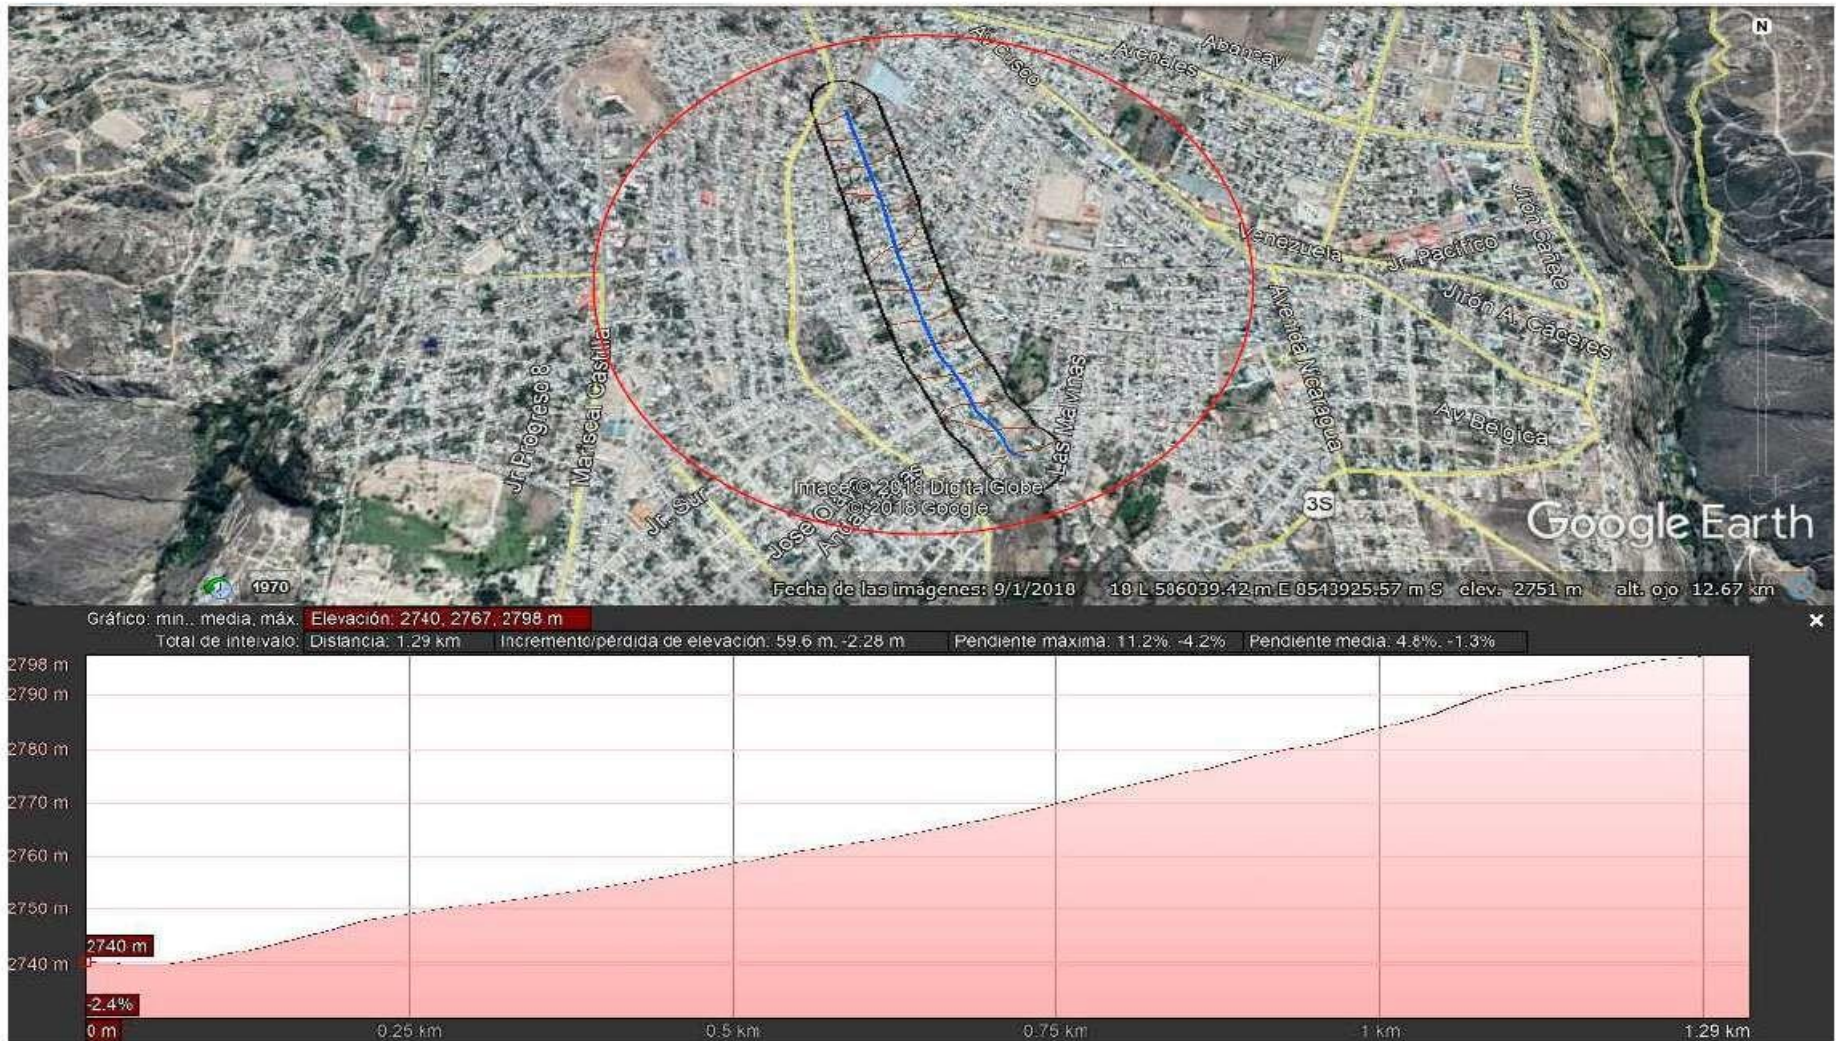 N
Av Cusco
Arenales
Abancay
Jirón Cañete
Venezuela
Jr. Pacífico
Jirón A. Cáceres
Avenida Nicaragua
Av Bélgica
Jr Progreso 8
Mariscal Castilla
Las Malvinas
Jr. Sur
Image © 2018 DigitalGlobe
© 2018 Google
3S
Google Earth
1970
Fecha de las imágenes: 9/1/2018 18 L 586039.42 m E 8543925.57 m S elev. 2751 m alt. ojo 12.67 km
Gráfico: min., media, máx. Elevación: 2740, 2767, 2798 m
Total de intervalo: Distancia: 1.29 km Incremento/pérdida de elevación: 59.6 m, -2.28 m Pendiente máxima: 11.2%, -4.2% Pendiente media: 4.8%, -1.3%
2798 m
2790 m
2780 m
2770 m
2760 m
2750 m
2740 m
2740 m
-2.4%
0 m 0.25 km 0.5 km 0.75 km 1 km 1.29 km